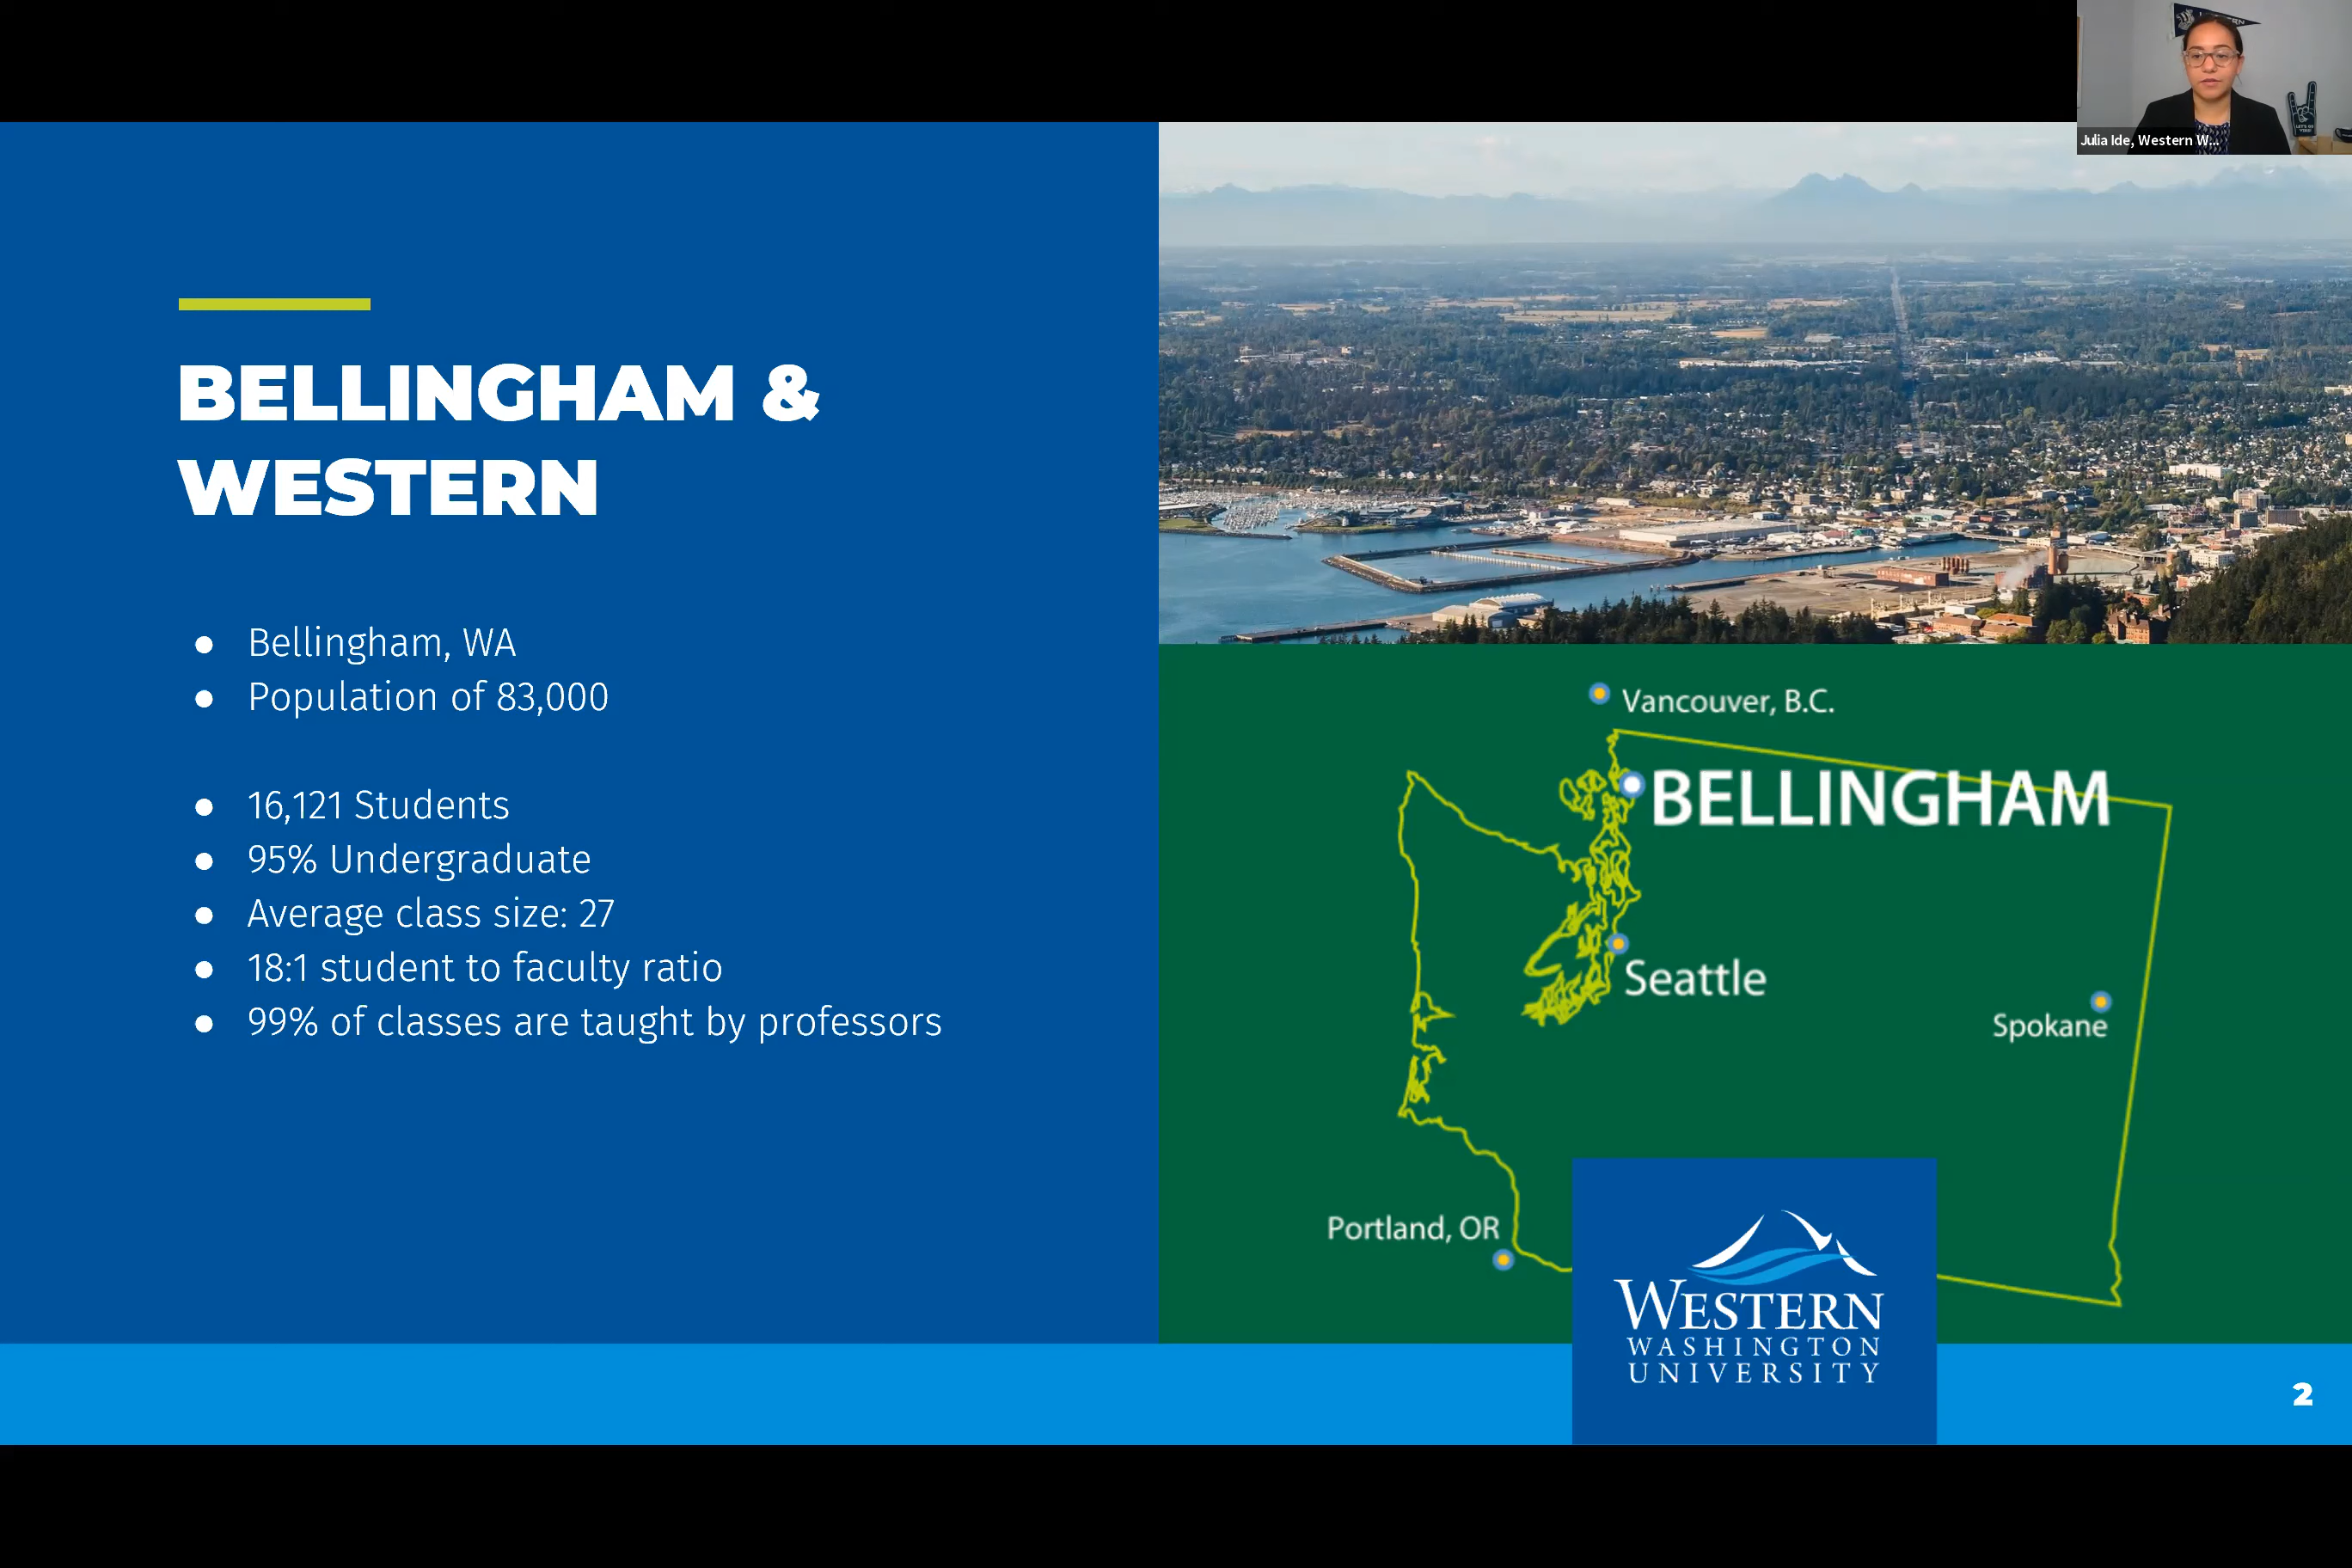 Julia Ide, Western W...
BELLINGHAM &
WESTERN
● Bellingham, WA
● Population of 83,000
● 16,121 Students
● 95% Undergraduate
● Average class size: 27
● 18:1 student to faculty ratio
● 99% of classes are taught by professors
Vancouver, B.C.
BELLINGHAM
Seattle
Spokane
Portland, OR
WESTERN
WASHINGTON
UNIVERSITY
2